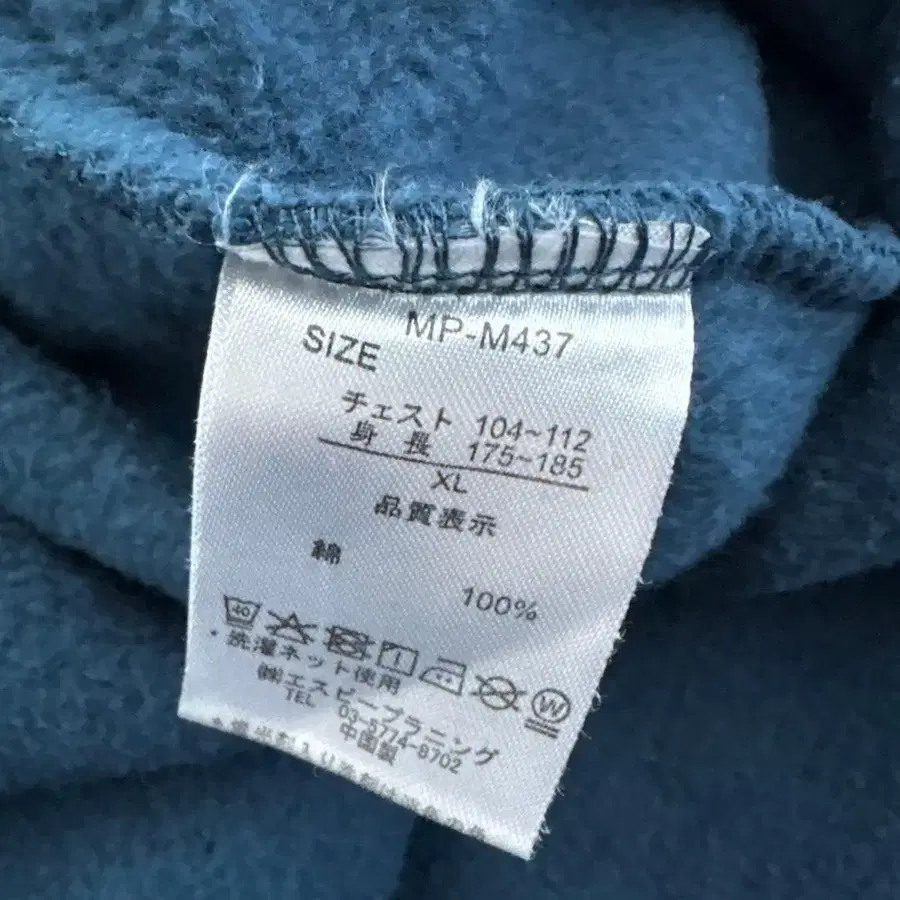 MP-M437
SIZE
チェスト 104~112
身長 175~185
XL
品質表示
綿 100%
40 W
・洗濯ネット使用
㈱エスピープラニング
TEL 03-5774-8702
中国製